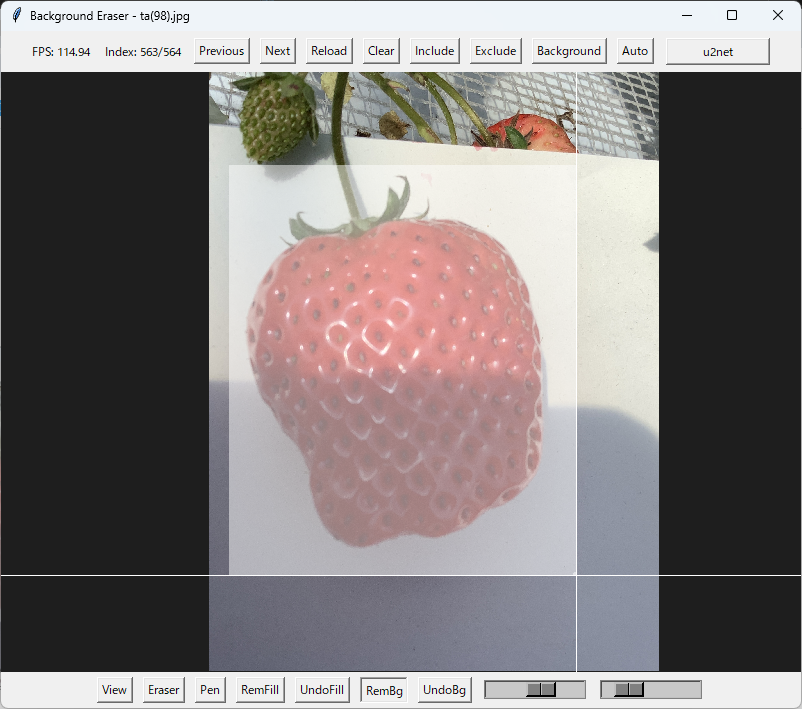 Background Eraser - ta(98).jpg
FPS: 114.94 Index: 563/564 Previous Next Reload Clear Include Exclude Background Auto u2net
View Eraser Pen RemFill UndoFill RemBg UndoBg